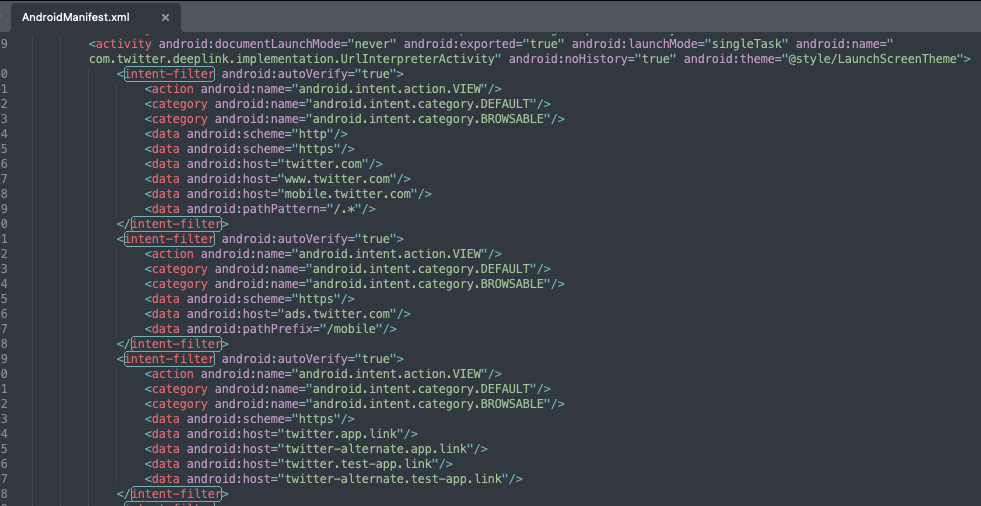 AndroidManifest.xml ×
9 <activity android:documentLaunchMode="never" android:exported="true" android:launchMode="singleTask" android:name="
com.twitter.deeplink.implementation.UrlInterpreterActivity" android:noHistory="true" android:theme="@style/LaunchScreenTheme">
0 <intent-filter android:autoVerify="true">
1 <action android:name="android.intent.action.VIEW"/>
2 <category android:name="android.intent.category.DEFAULT"/>
3 <category android:name="android.intent.category.BROWSABLE"/>
4 <data android:scheme="http"/>
5 <data android:scheme="https"/>
6 <data android:host="twitter.com"/>
7 <data android:host="www.twitter.com"/>
8 <data android:host="mobile.twitter.com"/>
9 <data android:pathPattern="/.*"/>
0 </intent-filter>
1 <intent-filter android:autoVerify="true">
2 <action android:name="android.intent.action.VIEW"/>
3 <category android:name="android.intent.category.DEFAULT"/>
4 <category android:name="android.intent.category.BROWSABLE"/>
5 <data android:scheme="https"/>
6 <data android:host="ads.twitter.com"/>
7 <data android:pathPrefix="/mobile"/>
8 </intent-filter>
9 <intent-filter android:autoVerify="true">
0 <action android:name="android.intent.action.VIEW"/>
1 <category android:name="android.intent.category.DEFAULT"/>
2 <category android:name="android.intent.category.BROWSABLE"/>
3 <data android:scheme="https"/>
4 <data android:host="twitter.app.link"/>
5 <data android:host="twitter-alternate.app.link"/>
6 <data android:host="twitter.test-app.link"/>
7 <data android:host="twitter-alternate.test-app.link"/>
8 </intent-filter>